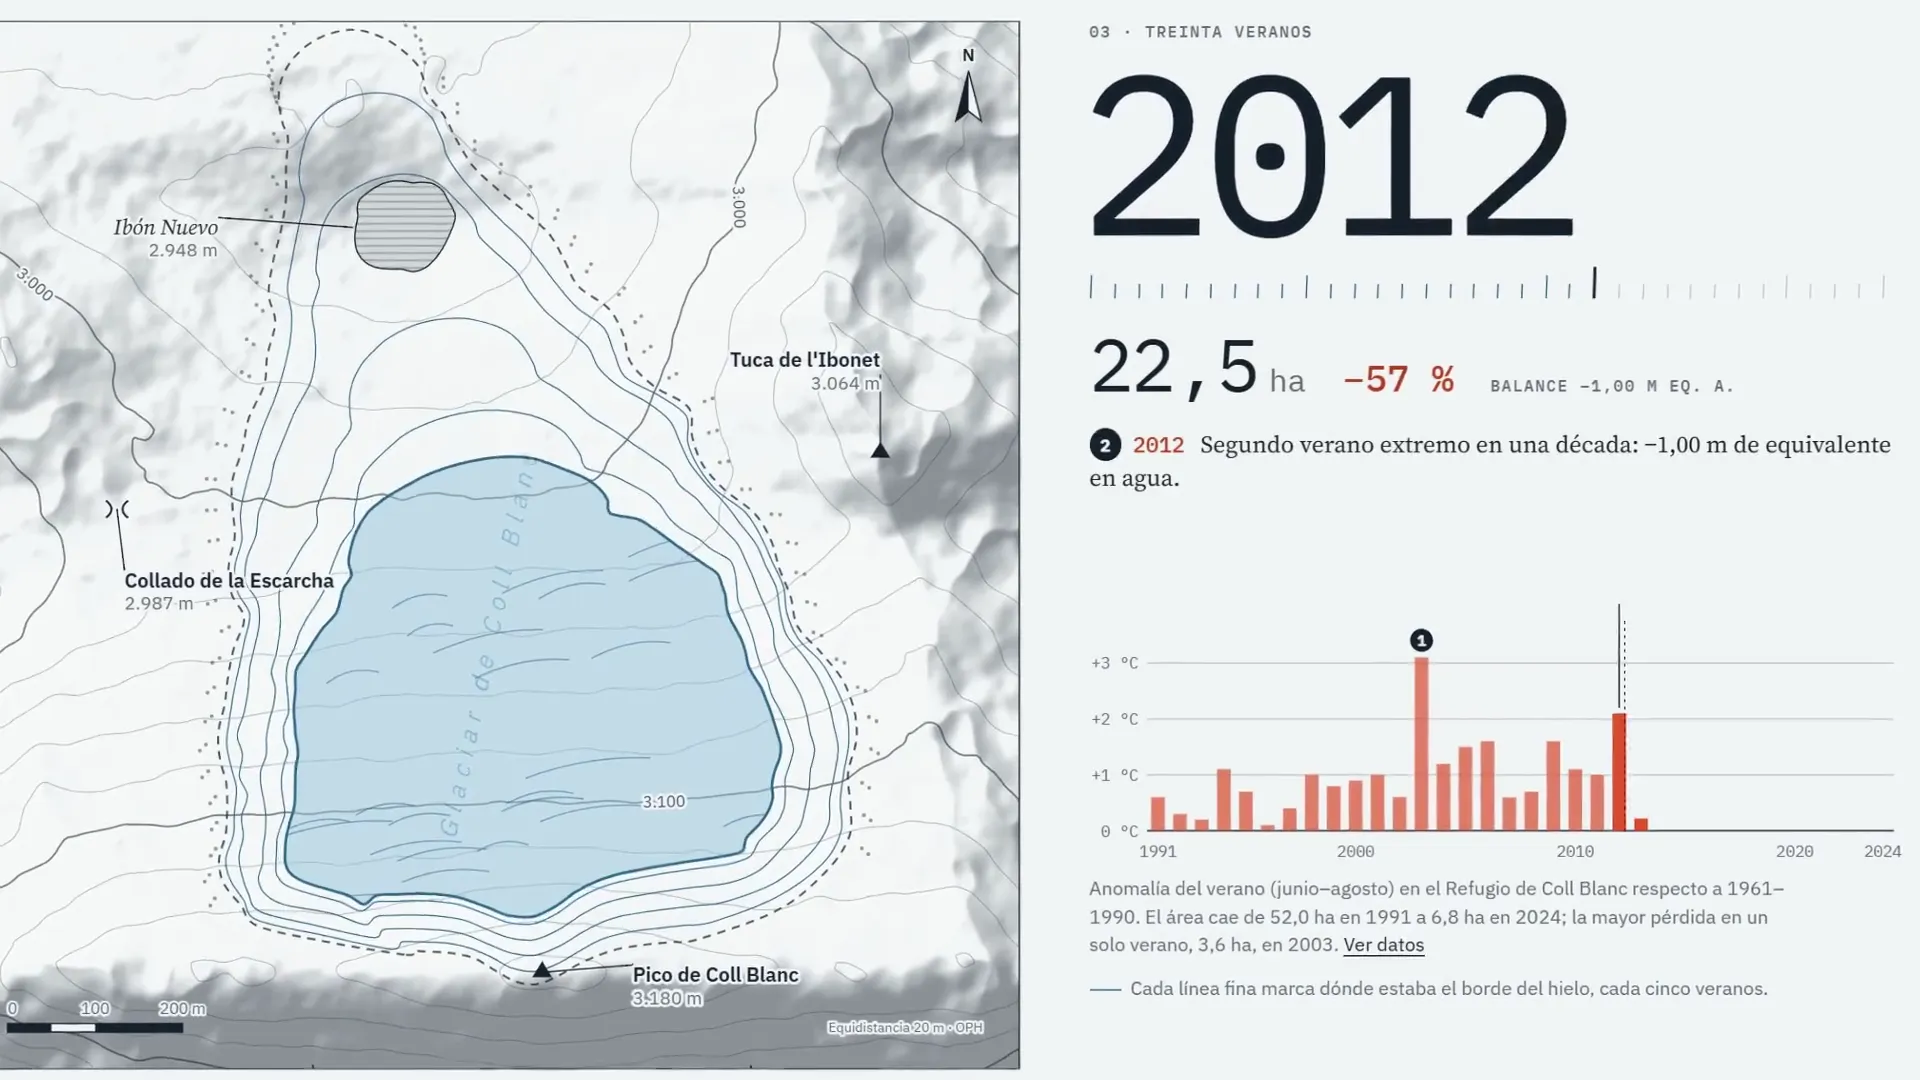 N
Ibón Nuevo
2.948 m
3.000
3.000
Tuca de l'Ibonet
3.064 m
Glaciar de Coll Blanc
Collado de la Escarcha
2.987 m
3.100
Pico de Coll Blanc
3.180 m
0 100 200 m
Equidistancia 20 m · OPH
03 · TREINTA VERANOS
2012
22,5 ha −57 % BALANCE −1,00 M EQ. A.
2 2012 Segundo verano extremo en una década: −1,00 m de equivalente
en agua.
1
+3 °C
+2 °C
+1 °C
0 °C
1991 2000 2010 2020 2024
Anomalía del verano (junio–agosto) en el Refugio de Coll Blanc respecto a 1961–
1990. El área cae de 52,0 ha en 1991 a 6,8 ha en 2024; la mayor pérdida en un
solo verano, 3,6 ha, en 2003. Ver datos
Cada línea fina marca dónde estaba el borde del hielo, cada cinco veranos.